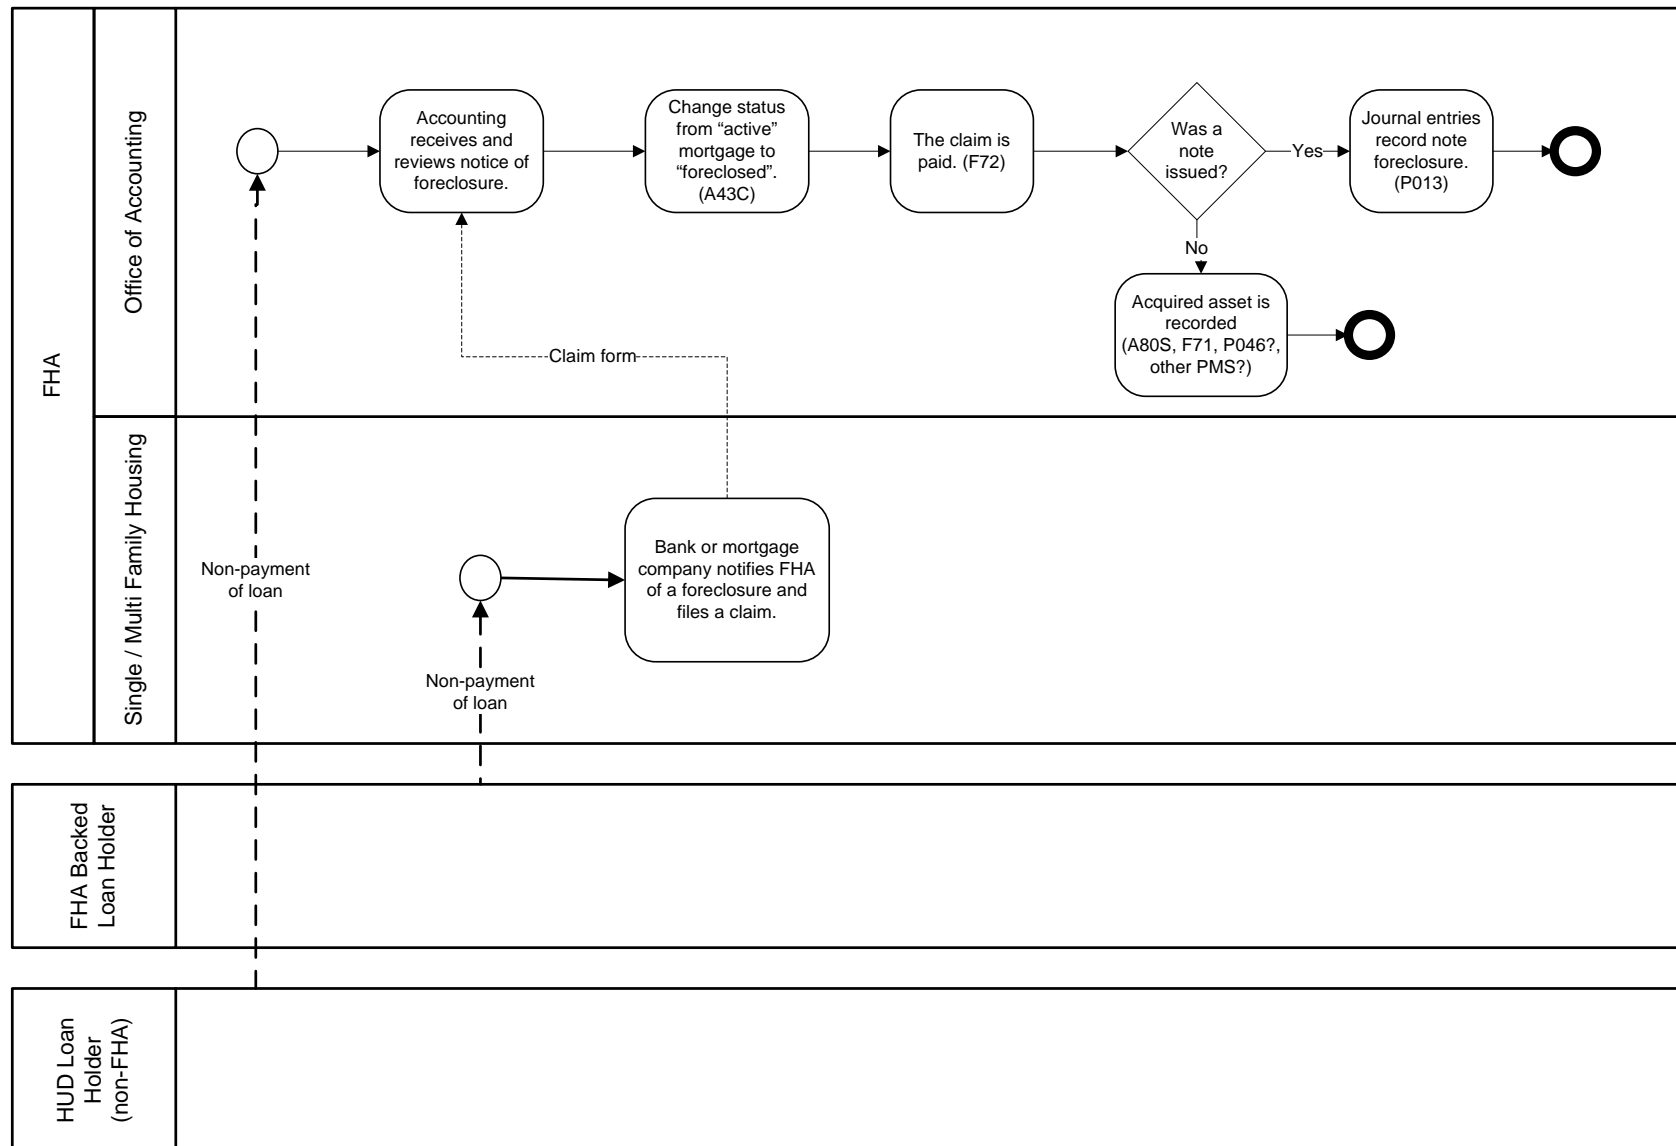 FHA
Office of Accounting
Accounting
receives and
reviews notice of
foreclosure.
Change status
from “active”
mortgage to
“foreclosed”.
(A43C)
The claim is
paid. (F72)
Was a
note
issued?
Yes
Journal entries
record note
foreclosure.
(P013)
No
Acquired asset is
recorded
(A80S, F71, P046?,
other PMS?)
Claim form
Single / Multi Family Housing
Non-payment
of loan
Bank or mortgage
company notifies FHA
of a foreclosure and
files a claim.
Non-payment
of loan
FHA Backed
Loan Holder
HUD Loan
Holder
(non-FHA)